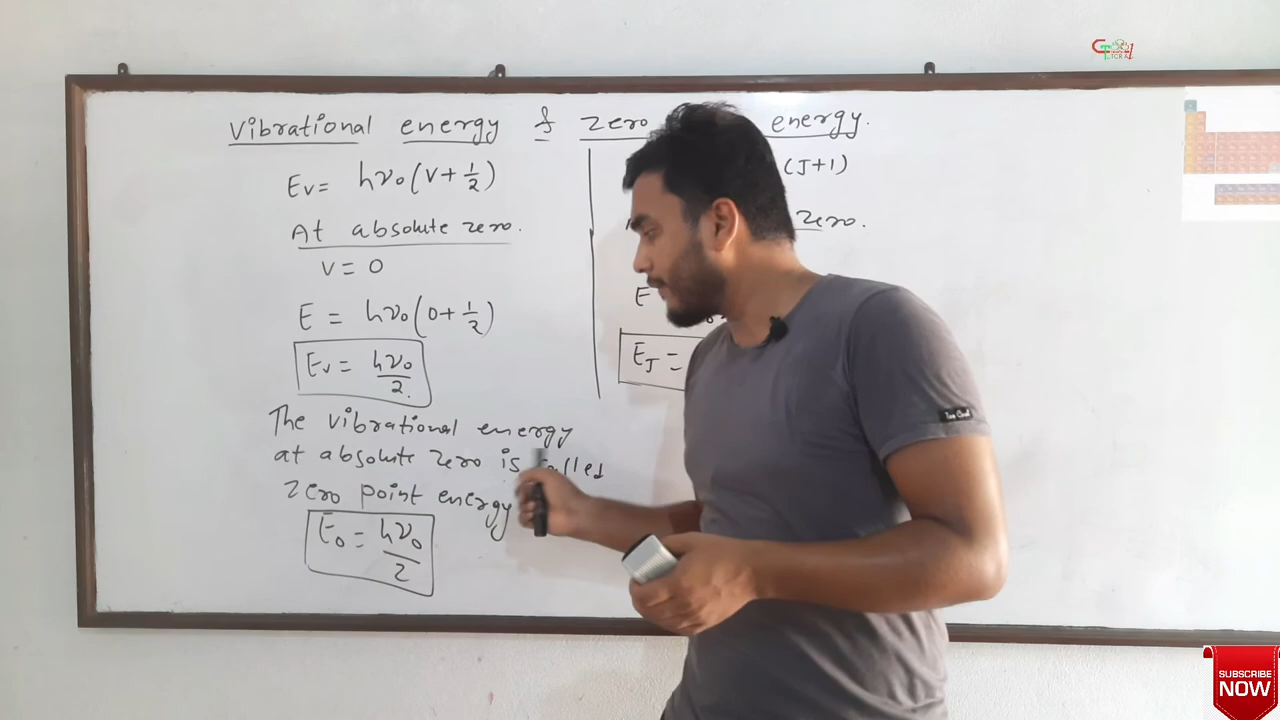 Vibrational energy & zero energy.
Ev = hν₀(v+½)
At absolute zero.
v = 0
E = hν₀(0+½)
Ev = hν₀/2.
The vibrational energy
at absolute zero is called
zero point energy
E₀ = hν₀/2
(J+1)
zero.
E
EJ =
Too Cool
SUBSCRIBE
NOW